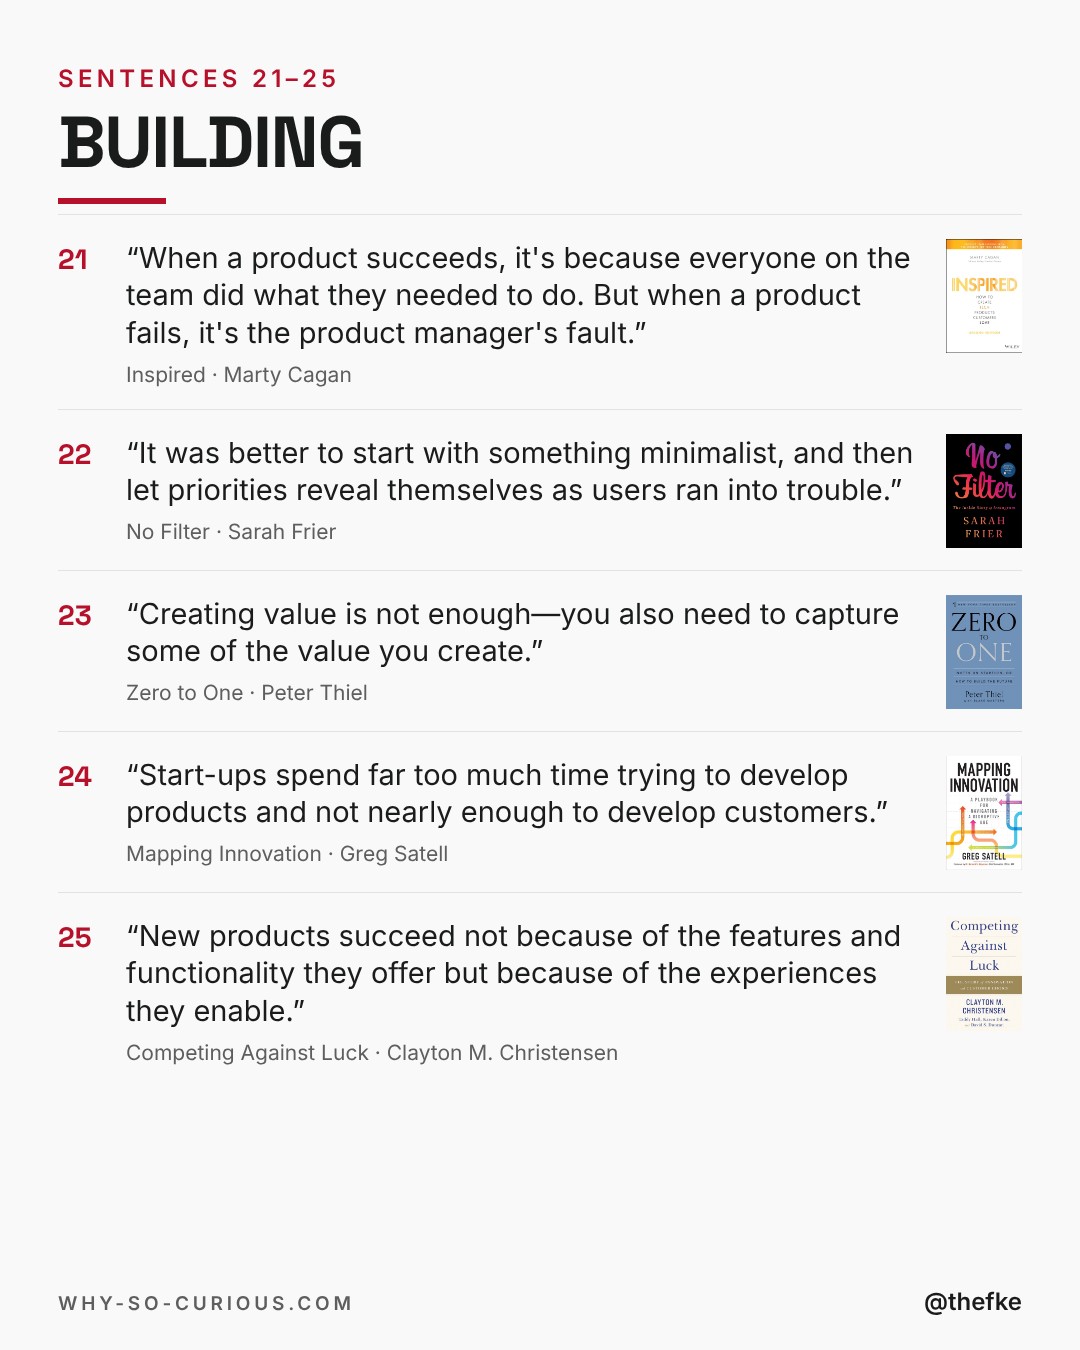 SENTENCES 21–25
BUILDING
21
“When a product succeeds, it's because everyone on the
team did what they needed to do. But when a product
fails, it's the product manager's fault.”
Inspired · Marty Cagan
INSPIRED
22
“It was better to start with something minimalist, and then
let priorities reveal themselves as users ran into trouble.”
No Filter · Sarah Frier
No
Filter
SARAH
FRIER
23
“Creating value is not enough—you also need to capture
some of the value you create.”
Zero to One · Peter Thiel
ZERO
TO
ONE
Peter Thiel
24
“Start-ups spend far too much time trying to develop
products and not nearly enough to develop customers.”
Mapping Innovation · Greg Satell
MAPPING
INNOVATION
A PLAYBOOK
FOR
NAVIGATING
A DISRUPTIVE
AGE
GREG SATELL
25
“New products succeed not because of the features and
functionality they offer but because of the experiences
they enable.”
Competing Against Luck · Clayton M. Christensen
Competing
Against
Luck
CLAYTON M.
CHRISTENSEN
WHY-SO-CURIOUS.COM
@thefke